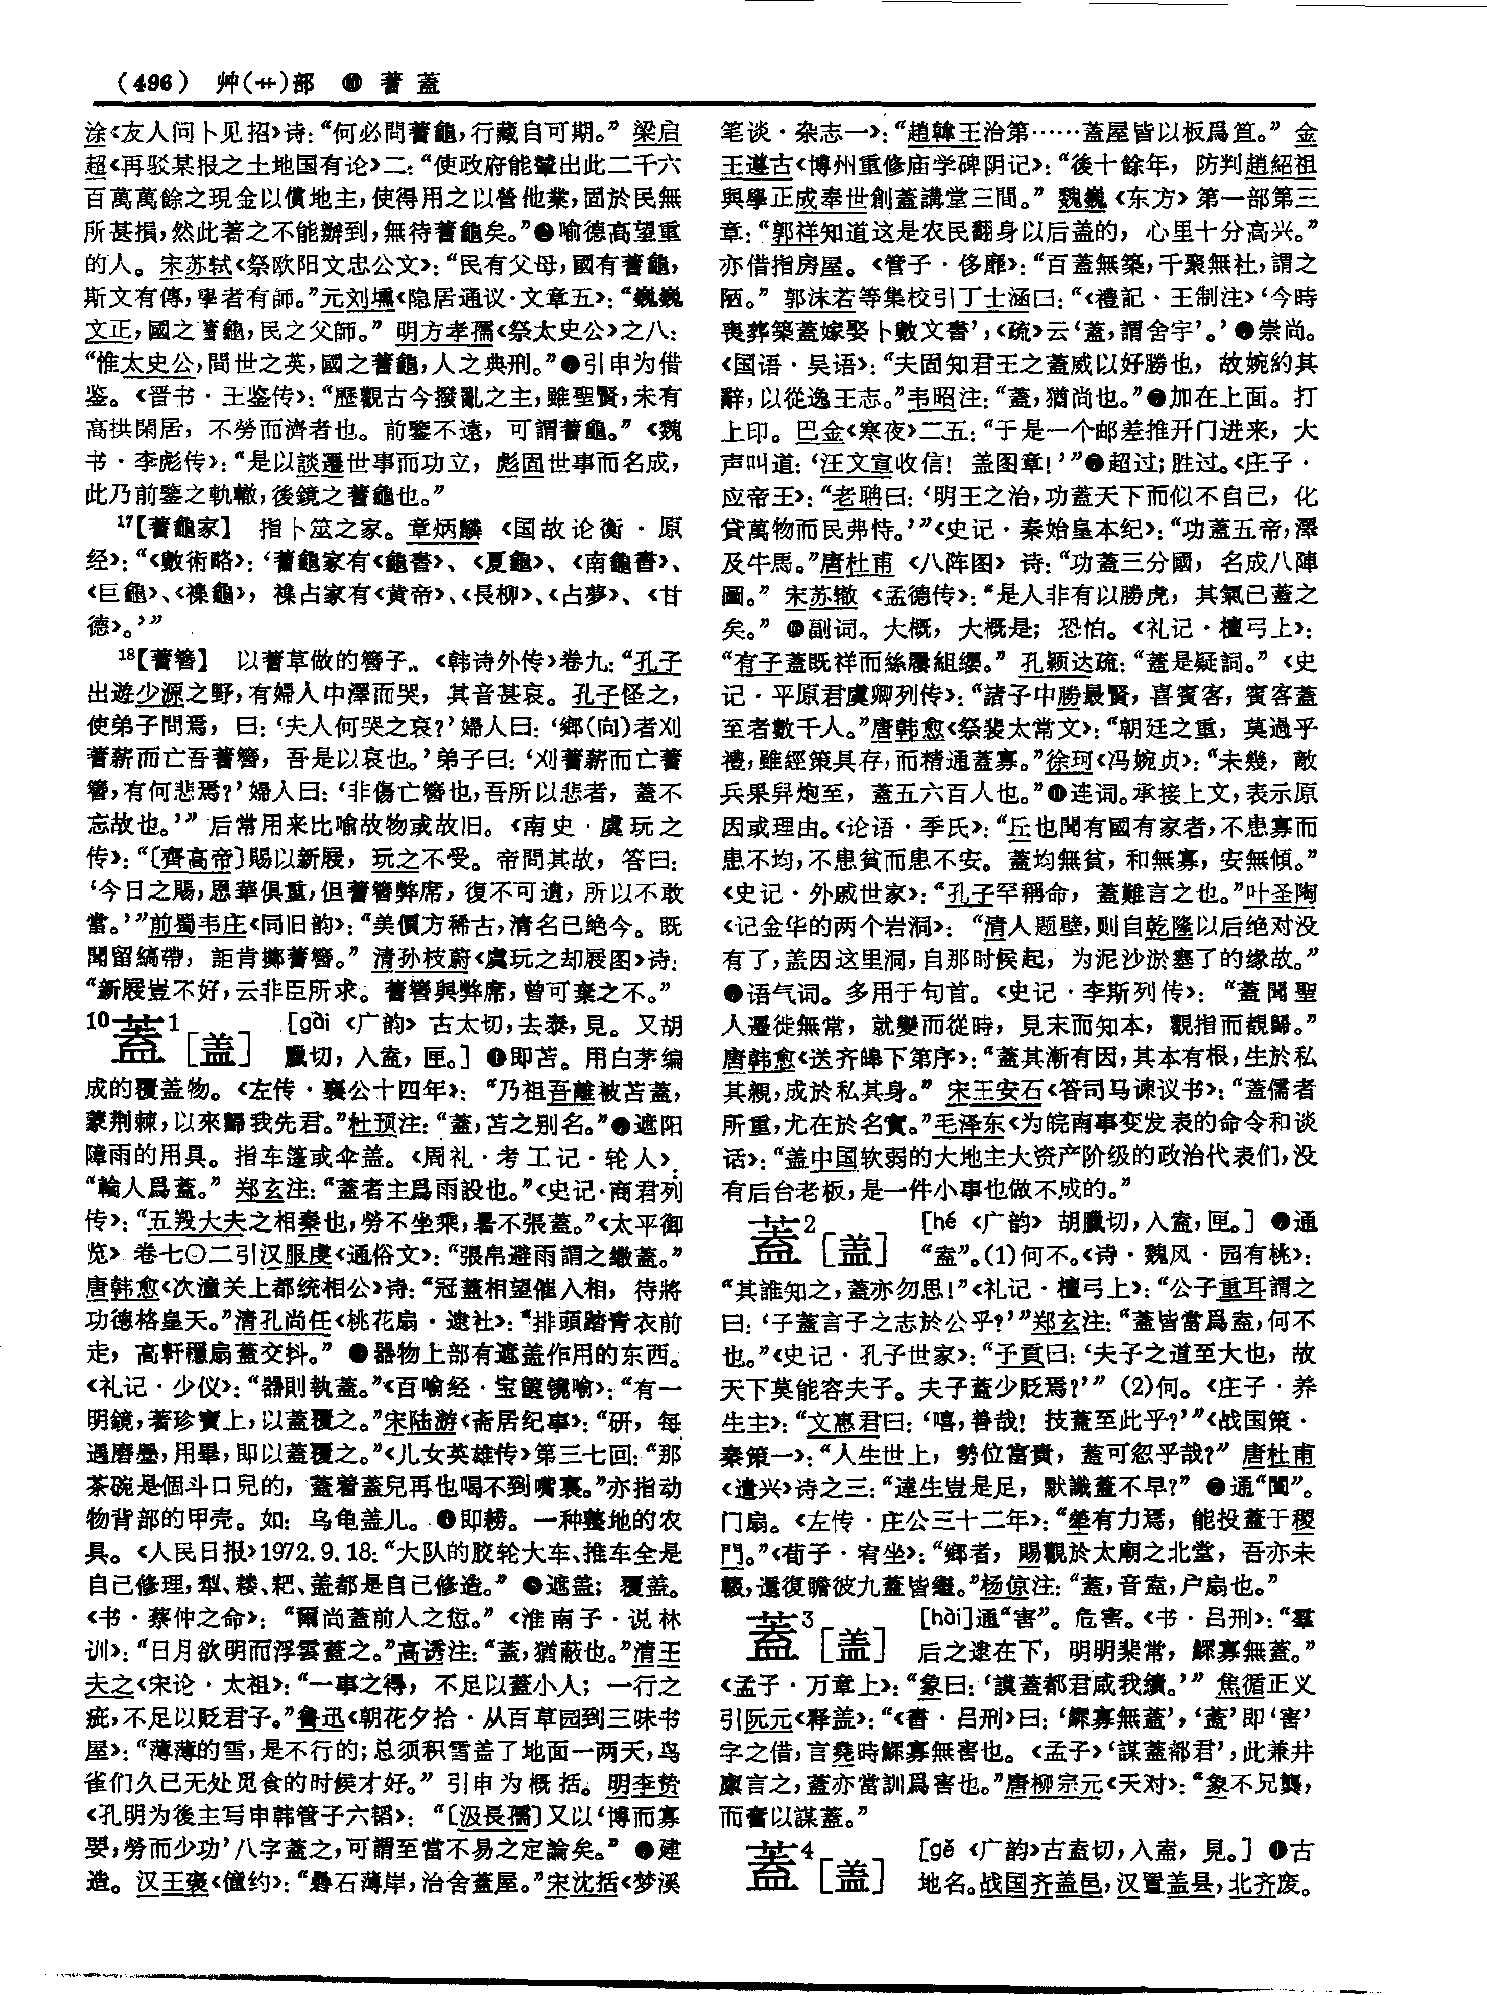 (496) 艸(艹)部 ⑩ 蓍蓋
涂《友人问卜见招》诗：“何必問蓍龜，行藏自可期。”梁启
超《再驳某报之土地国有论》二：“使政府能肇出此二千六
百萬萬餘之現金以償地主，使得用之以營他業，固於民無
所甚損，然此著之不能辦到，無待蓍龜矣。”❷喻德高望重
的人。宋苏轼《祭欧阳文忠公文》：“民有父母，國有蓍龜，
斯文有傳，學者有師。”元刘壎《隐居通议·文章五》：“巍巍
文正，國之蓍龜，民之父師。”明方孝孺《祭太史公》之八：
“惟太史公，間世之英，國之蓍龜，人之典刑。”❸引申为借
鉴。《晋书·王鉴传》：“歷觀古今撥亂之主，雖聖賢，未有
高拱閑居，不勞而濟者也。前鑒不遠，可謂蓍龜。”《魏
书·李彪传》：“是以談遷世事而功立，彪固世事而名成，
此乃前鑒之軌轍，後鏡之蓍龜也。”
17【蓍龜家】 指卜筮之家。章炳麟《国故论衡·原
经》：“《數術略》：‘蓍龜家有《龜書》、《夏龜》、《南龜書》、
《巨龜》、《襍龜》，襍占家有《黄帝》、《長柳》、《占夢》、《甘
德》。’”
18【蓍簪】 以蓍草做的簪子。《韩诗外传》卷九：“孔子
出遊少源之野，有婦人中澤而哭，其音甚哀。孔子怪之，
使弟子問焉，曰：‘夫人何哭之哀？’婦人曰：‘鄉(向)者刈
蓍薪而亡吾蓍簪，吾是以哀也。’弟子曰：‘刈蓍薪而亡蓍
簪，有何悲焉？’婦人曰：‘非傷亡簪也，吾所以悲者，蓋不
忘故也。’”后常用来比喻故物或故旧。《南史·虞玩之
传》：“〔齊高帝〕賜以新屐，玩之不受。帝問其故，答曰：
‘今日之賜，恩華俱重，但蓍簪弊席，復不可遺，所以不敢
當。’”前蜀韦庄《同旧韵》：“美價方稀古，清名已絶今。既
聞留縞帶，詎肯擲蓍簪。”清孙枝蔚《虞玩之却屐图》诗：
“新屐豈不好，云非臣所求。蓍簪與弊席，曾可棄之不。”
10蓋1［盖］ [gài《广韵》古太切，去泰，見。又胡
臘切，入盍，匣。] ❶即苫。用白茅编
成的覆盖物。《左传·襄公十四年》：“乃祖吾離被苫蓋，
蒙荆棘，以來歸我先君。”杜预注：“蓋，苫之别名。”❷遮阳
障雨的用具。指车篷或伞盖。《周礼·考工记·轮人》：
“輪人爲蓋。”郑玄注：“蓋者主爲雨設也。”《史记·商君列
传》：“五羖大夫之相秦也，勞不坐乘，暑不張蓋。”《太平御
览》卷七〇二引汉服虔《通俗文》：“張帛避雨謂之繖蓋。”
唐韩愈《次潼关上都统相公》诗：“冠蓋相望催入相，待將
功德格皇天。”清孔尚任《桃花扇·逮社》：“排頭踏青衣前
走，高軒穩扇蓋交抖。”❸器物上部有遮盖作用的东西。
《礼记·少仪》：“器則執蓋。”《百喻经·宝箧镜喻》：“有一
明鏡，著珍寶上，以蓋覆之。”宋陆游《斋居纪事》：“研，每
遇磨墨，用畢，即以蓋覆之。”《儿女英雄传》第三七回：“那
茶碗是個斗口兒的，蓋着蓋兒再也喝不到嘴裏。”亦指动
物背部的甲壳。如：乌龟盖儿。❹即耢。一种整地的农
具。《人民日报》1972.9.18：“大队的胶轮大车、推车全是
自己修理，犁、耧、耙、盖都是自己修造。”❺遮盖；覆盖。
《书·蔡仲之命》：“爾尚蓋前人之愆。”《淮南子·说林
训》：“日月欲明而浮雲蓋之。”高诱注：“蓋，猶蔽也。”清王
夫之《宋论·太祖》：“一事之得，不足以蓋小人；一行之
疵，不足以貶君子。”鲁迅《朝花夕拾·从百草园到三味书
屋》：“薄薄的雪，是不行的；总须积雪盖了地面一两天，鸟
雀们久已无处觅食的时候才好。”引申为概括。明李贽
《孔明为後主写申韩管子六韬》：“〔汲長孺〕又以‘博而寡
要，勞而少功’八字蓋之，可謂至當不易之定論矣。”❻建
造。汉王褒《僮约》：“壘石薄岸，治舍蓋屋。”宋沈括《梦溪
笔谈·杂志一》：“趙韓王治第……蓋屋皆以板爲笪。”金
王遵古《博州重修庙学碑阴记》：“後十餘年，防判趙紹祖
與學正成奉世創蓋講堂三間。”魏巍《东方》第一部第三
章：“郭祥知道这是农民翻身以后盖的，心里十分高兴。”
亦借指房屋。《管子·侈靡》：“百蓋無築，千聚無社，謂之
陋。”郭沫若等集校引丁士涵曰：“《禮記·王制注》‘今時
喪葬築蓋嫁娶卜數文書’，《疏》云‘蓋，謂舍宇’。’❼崇尚。
《国语·吴语》：“夫固知君王之蓋威以好勝也，故婉約其
辭，以從逸王志。”韦昭注：“蓋，猶尚也。”❽加在上面。打
上印。巴金《寒夜》二五：“于是一个邮差推开门进来，大
声叫道：‘汪文宣收信！盖图章！’”❾超过；胜过。《庄子·
应帝王》：“老聃曰：‘明王之治，功蓋天下而似不自己，化
貸萬物而民弗恃。’”《史记·秦始皇本纪》：“功蓋五帝，澤
及牛馬。”唐杜甫《八阵图》诗：“功蓋三分國，名成八陣
圖。”宋苏辙《孟德传》：“是人非有以勝虎，其氣已蓋之
矣。”❿副词。大概，大概是；恐怕。《礼记·檀弓上》：
“有子蓋既祥而絲屨組纓。”孔颖达疏：“蓋是疑詞。”《史
记·平原君虞卿列传》：“諸子中勝最賢，喜賓客，賓客蓋
至者數千人。”唐韩愈《祭裴太常文》：“朝廷之重，莫過乎
禮，雖經策具存，而精通蓋寡。”徐珂《冯婉贞》：“未幾，敵
兵果舁炮至，蓋五六百人也。”⓫连词。承接上文，表示原
因或理由。《论语·季氏》：“丘也聞有國有家者，不患寡而
患不均，不患貧而患不安。蓋均無貧，和無寡，安無傾。”
《史记·外戚世家》：“孔子罕稱命，蓋難言之也。”叶圣陶
《记金华的两个岩洞》：“清人题壁，则自乾隆以后绝对没
有了，盖因这里洞，自那时候起，为泥沙淤塞了的缘故。”
⓬语气词。多用于句首。《史记·李斯列传》：“蓋聞聖
人遷徙無常，就變而從時，見末而知本，觀指而覩歸。”
唐韩愈《送齐皞下第序》：“蓋其漸有因，其本有根，生於私
其親，成於私其身。”宋王安石《答司马谏议书》：“蓋儒者
所重，尤在於名實。”毛泽东《为皖南事变发表的命令和谈
话》：“盖中国软弱的大地主大资产阶级的政治代表们，没
有后台老板，是一件小事也做不成的。”
蓋2［盖］ [hé《广韵》胡臘切，入盍，匣。] ❶通
“盍”。(1)何不。《诗·魏风·园有桃》：
“其誰知之，蓋亦勿思！”《礼记·檀弓上》：“公子重耳謂之
曰：‘子蓋言子之志於公乎？’”郑玄注：“蓋皆當爲盍，何不
也。”《史记·孔子世家》：“子貢曰：‘夫子之道至大也，故
天下莫能容夫子。夫子蓋少貶焉？’”(2)何。《庄子·养
生主》：“文惠君曰：‘嘻，善哉！技蓋至此乎？’”《战国策·
秦策一》：“人生世上，勢位富貴，蓋可忽乎哉？”唐杜甫
《遣兴》诗之三：“達生豈是足，默識蓋不早？”❷通“闔”。
门扇。《左传·庄公三十二年》：“犖有力焉，能投蓋于稷
門。”《荀子·宥坐》：“鄉者，賜觀於太廟之北堂，吾亦未
輟，還復瞻彼九蓋皆繼。”杨倞注：“蓋，音盍，户扇也。”
蓋3［盖］ [hài]通“害”。危害。《书·吕刑》：“羣
后之逮在下，明明棐常，鰥寡無蓋。”
《孟子·万章上》：“象曰：‘謨蓋都君咸我績。’”焦循正义
引阮元《释盖》：“《書·吕刑》曰：‘鰥寡無蓋’，‘蓋’即‘害’
字之借，言堯時鰥寡無害也。《孟子》‘謀蓋都君’，此兼井
廩言之，蓋亦當訓爲害也。”唐柳宗元《天对》：“象不兄龔，
而奮以謀蓋。”
蓋4［盖］ [gě《广韵》古盍切，入盍，見。] ❶古
地名。战国齐盖邑，汉置盖县，北齐废。